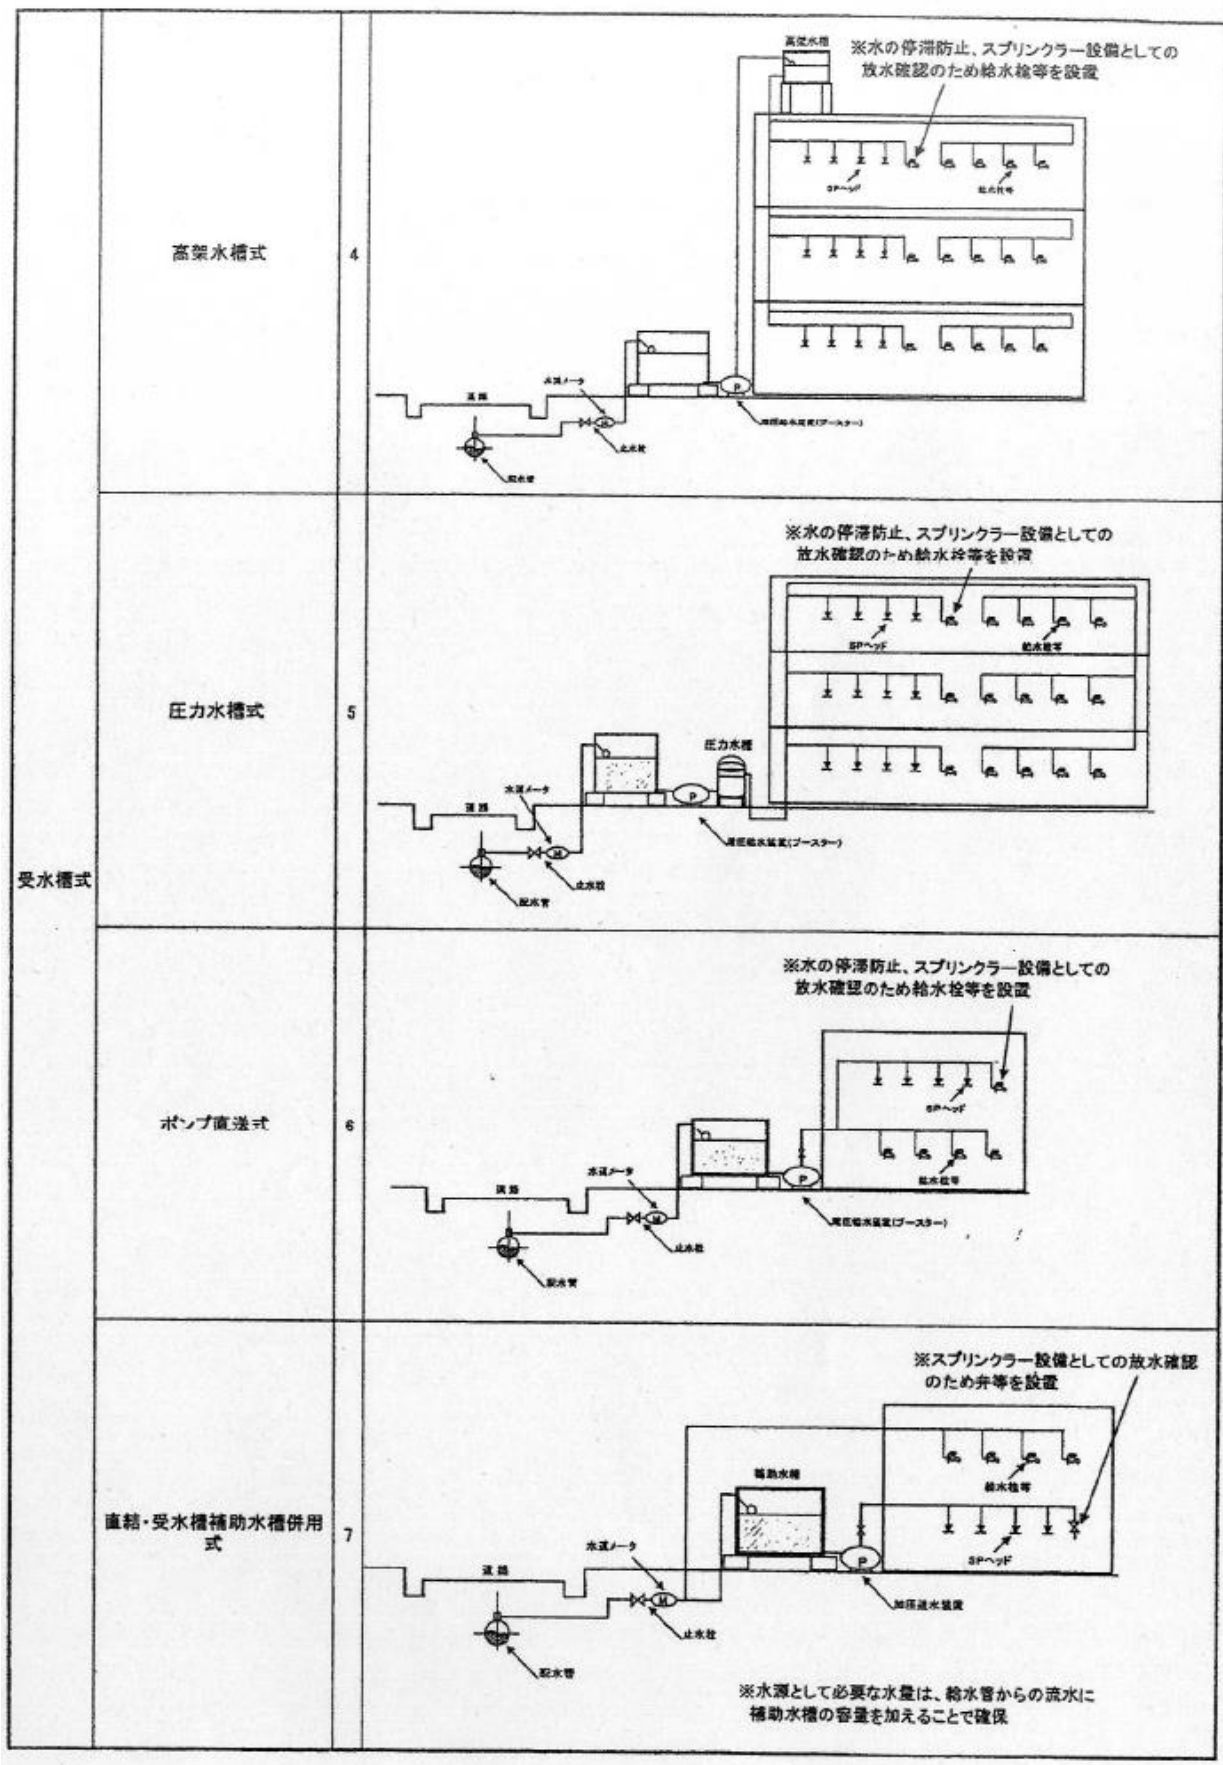 受水槽式
高架水槽式
4
高架水槽
※水の停滞防止、スプリンクラー設備としての
放水確認のため給水栓等を設置
SPヘッド
給水栓等
水道メータ
道路
止水栓
配水管
圧力水槽式
5
※水の停滞防止、スプリンクラー設備としての
放水確認のため給水栓等を設置
SPヘッド
給水栓等
圧力水槽
P
水道メータ
道路
M
止水栓
配水管
ポンプ直送式
6
※水の停滞防止、スプリンクラー設備としての
放水確認のため給水栓等を設置
SPヘッド
給水栓等
P
水道メータ
道路
M
止水栓
配水管
直結・受水槽補助水槽併用
式
7
※スプリンクラー設備としての放水確認
のため弁等を設置
給水栓等
補助水槽
SPヘッド
P
水道メータ
道路
M
加圧送水装置
止水栓
配水管
※水源として必要な水量は、給水管からの流水に
補助水槽の容量を加えることで確保